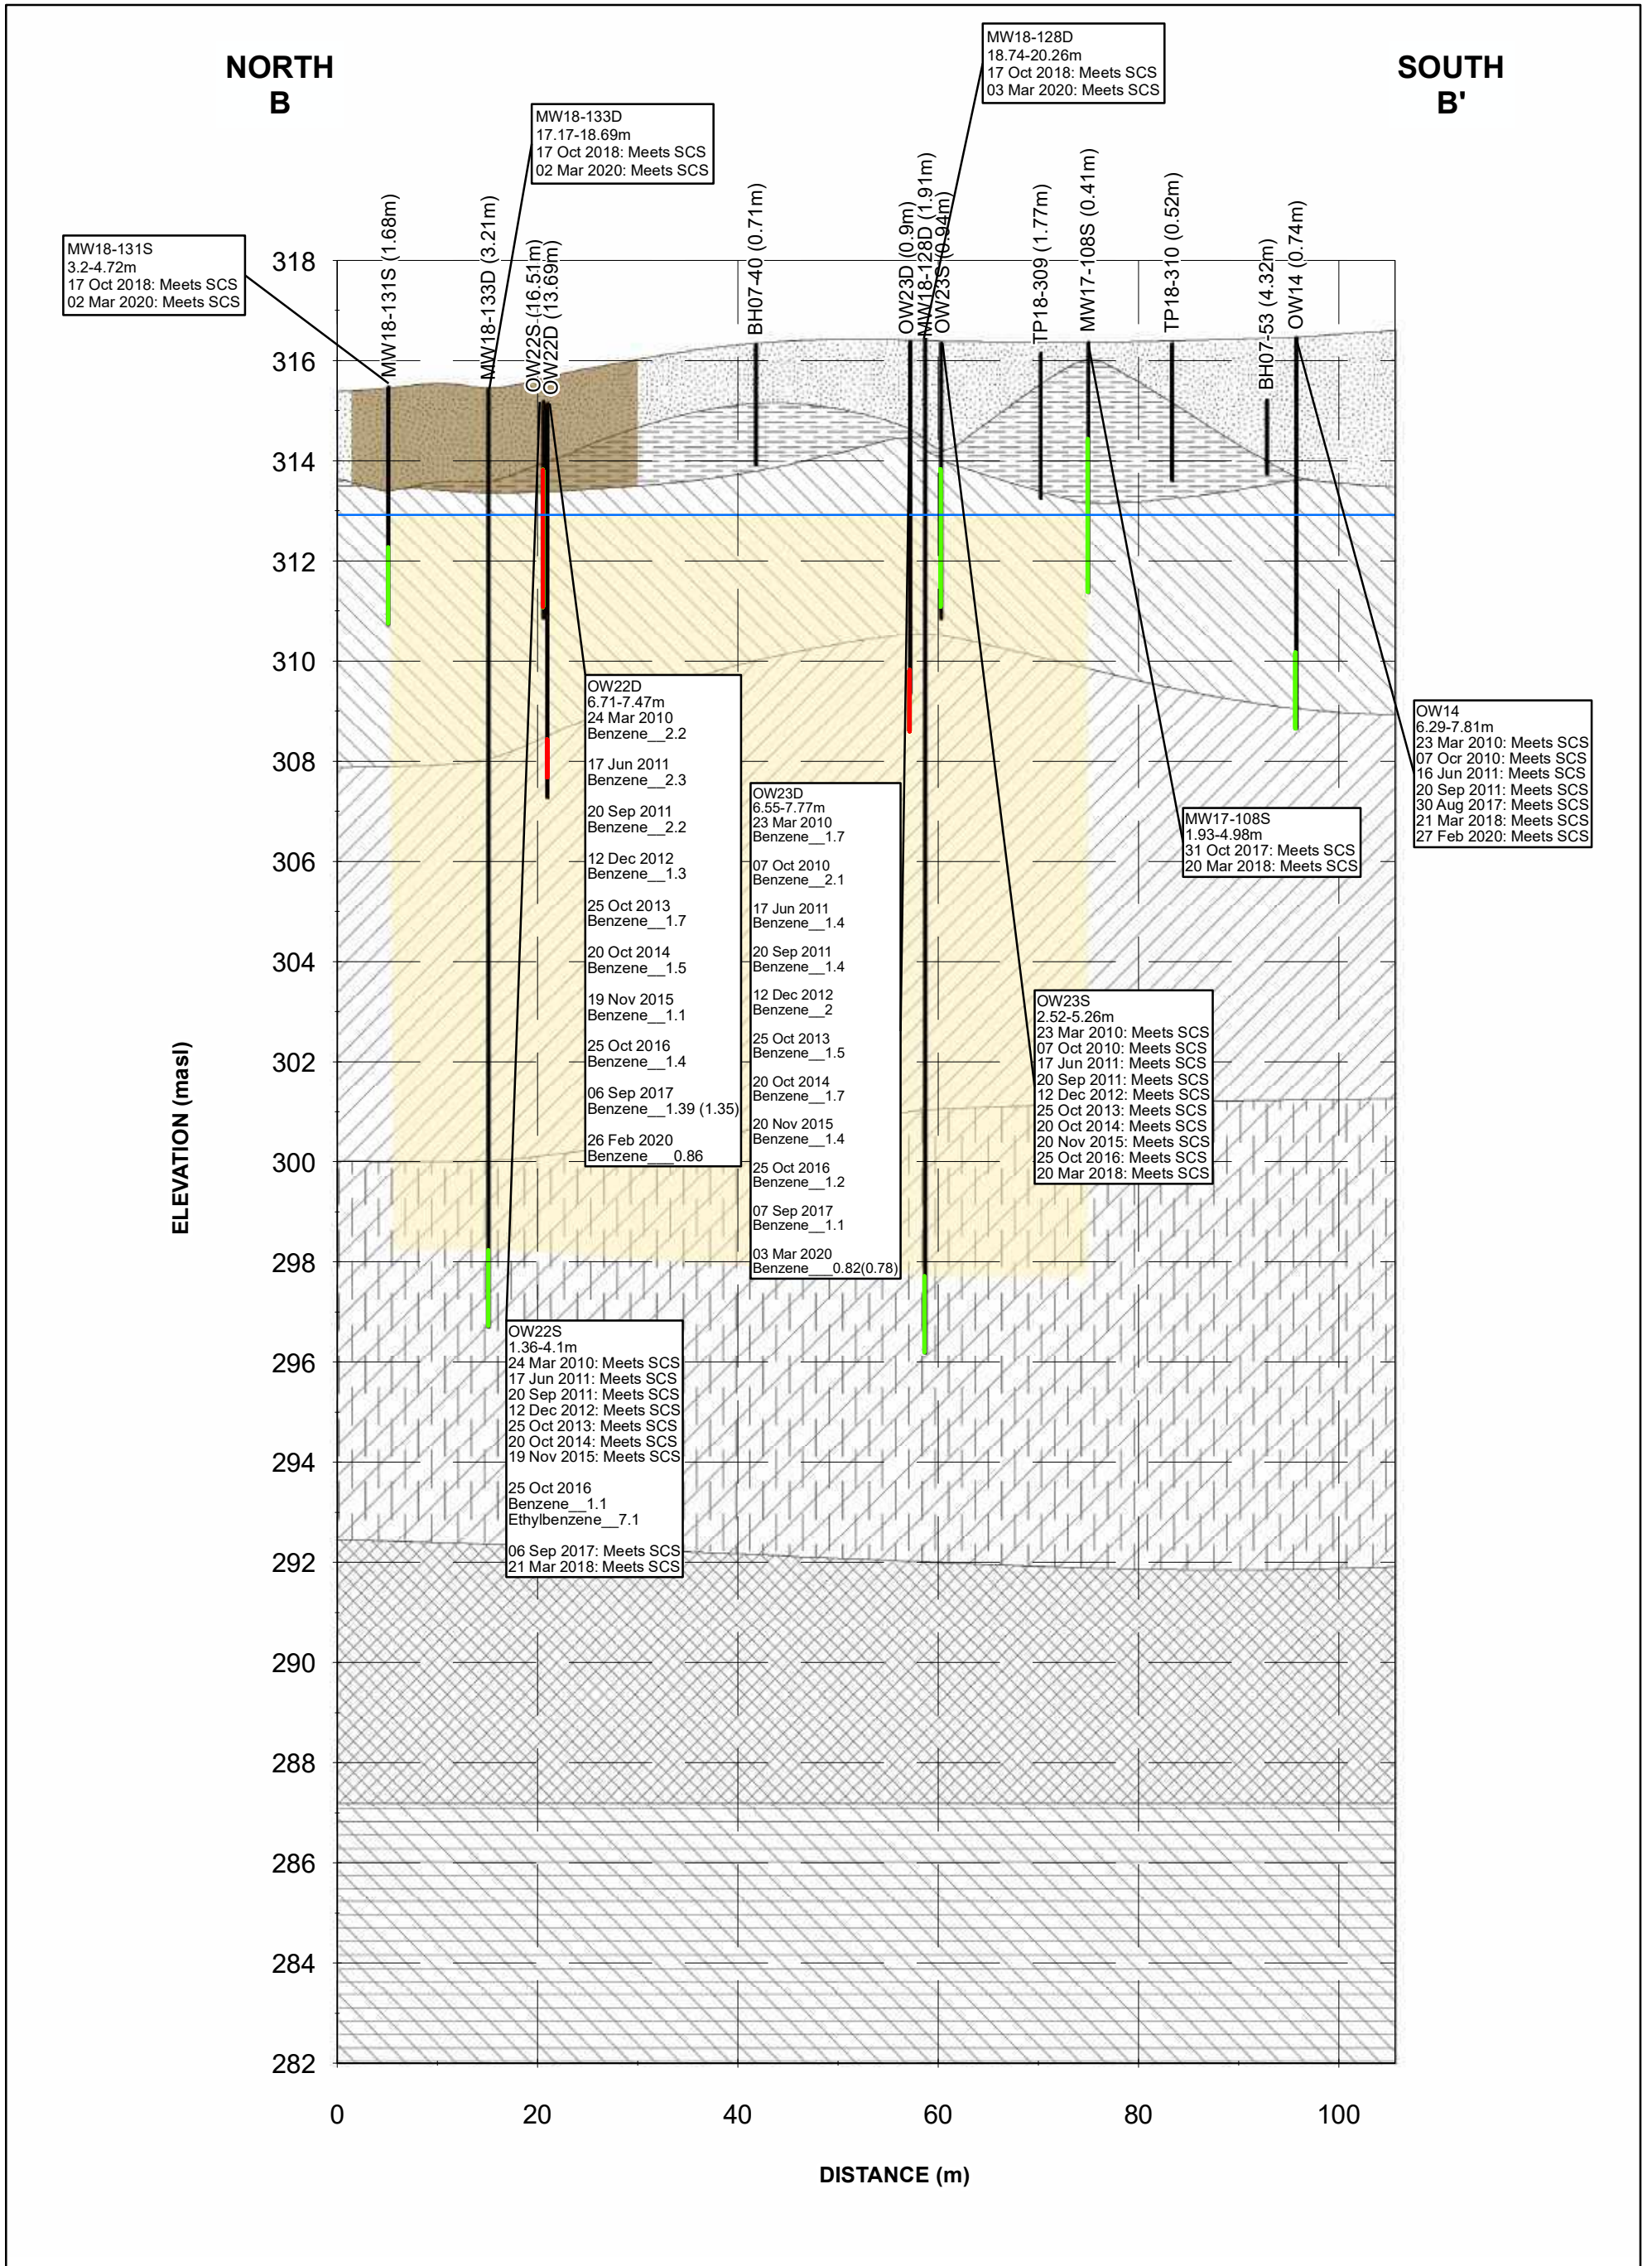 NORTH
B
SOUTH
B'
MW18-128D
18.74-20.26m
17 Oct 2018: Meets SCS
03 Mar 2020: Meets SCS
MW18-133D
17.17-18.69m
17 Oct 2018: Meets SCS
02 Mar 2020: Meets SCS
MW18-131S
3.2-4.72m
17 Oct 2018: Meets SCS
02 Mar 2020: Meets SCS
MW18-131S (1.68m)
MW18-133D (3.21m)
OW22S (16.51m)
OW22D (13.69m)
BH07-40 (0.71m)
OW23D (0.9m)
MW18-128D (1.91m)
OW23S (0.94m)
TP18-309 (1.77m)
MW17-108S (0.41m)
TP18-310 (0.52m)
BH07-53 (4.32m)
OW14 (0.74m)
318
316
314
312
310
308
306
304
302
300
298
296
294
292
290
288
286
284
282
ELEVATION (masl)
OW22D
6.71-7.47m
24 Mar 2010
Benzene__2.2
17 Jun 2011
Benzene__2.3
20 Sep 2011
Benzene__2.2
12 Dec 2012
Benzene__1.3
25 Oct 2013
Benzene__1.7
20 Oct 2014
Benzene__1.5
19 Nov 2015
Benzene__1.1
25 Oct 2016
Benzene__1.4
06 Sep 2017
Benzene__1.39 (1.35)
26 Feb 2020
Benzene___0.86
OW23D
6.55-7.77m
23 Mar 2010
Benzene__1.7
07 Oct 2010
Benzene__2.1
17 Jun 2011
Benzene__1.4
20 Sep 2011
Benzene__1.4
12 Dec 2012
Benzene__2
25 Oct 2013
Benzene__1.5
20 Oct 2014
Benzene__1.7
20 Nov 2015
Benzene__1.4
25 Oct 2016
Benzene__1.2
07 Sep 2017
Benzene__1.1
03 Mar 2020
Benzene___0.82(0.78)
OW14
6.29-7.81m
23 Mar 2010: Meets SCS
07 Ocr 2010: Meets SCS
16 Jun 2011: Meets SCS
20 Sep 2011: Meets SCS
30 Aug 2017: Meets SCS
21 Mar 2018: Meets SCS
27 Feb 2020: Meets SCS
MW17-108S
1.93-4.98m
31 Oct 2017: Meets SCS
20 Mar 2018: Meets SCS
OW23S
2.52-5.26m
23 Mar 2010: Meets SCS
07 Oct 2010: Meets SCS
17 Jun 2011: Meets SCS
20 Sep 2011: Meets SCS
12 Dec 2012: Meets SCS
25 Oct 2013: Meets SCS
20 Oct 2014: Meets SCS
20 Nov 2015: Meets SCS
25 Oct 2016: Meets SCS
20 Mar 2018: Meets SCS
OW22S
1.36-4.1m
24 Mar 2010: Meets SCS
17 Jun 2011: Meets SCS
20 Sep 2011: Meets SCS
12 Dec 2012: Meets SCS
25 Oct 2013: Meets SCS
20 Oct 2014: Meets SCS
19 Nov 2015: Meets SCS
25 Oct 2016
Benzene__1.1
Ethylbenzene__7.1
06 Sep 2017: Meets SCS
21 Mar 2018: Meets SCS
0 20 40 60 80 100
DISTANCE (m)